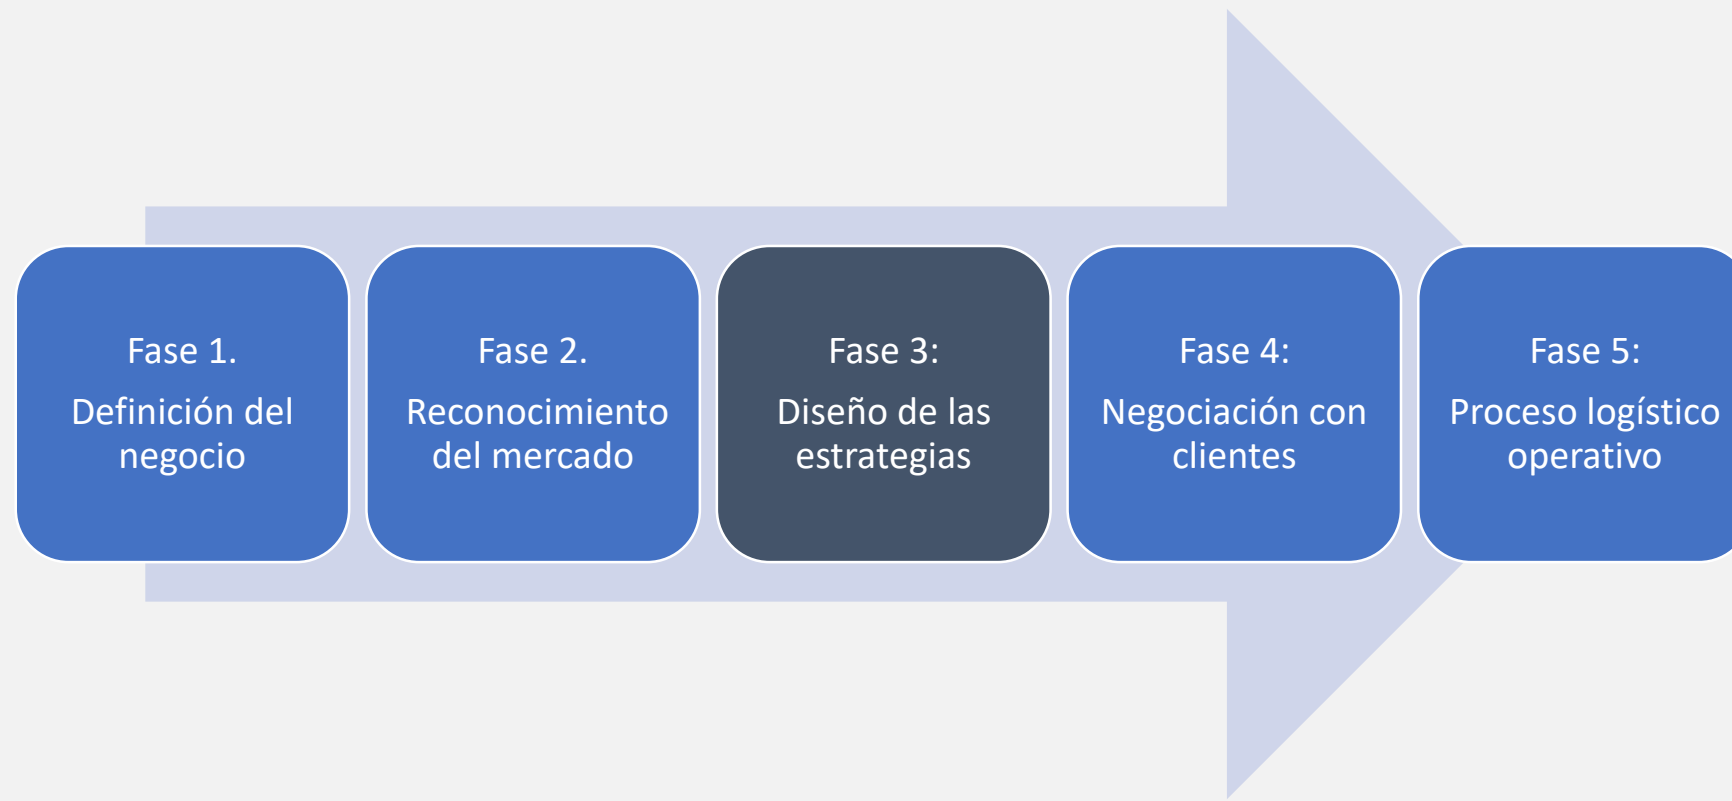 Fase 1.
Definición del
negocio
Fase 2.
Reconocimiento
del mercado
Fase 3:
Diseño de las
estrategias
Fase 4:
Negociación con
clientes
Fase 5:
Proceso logístico
operativo